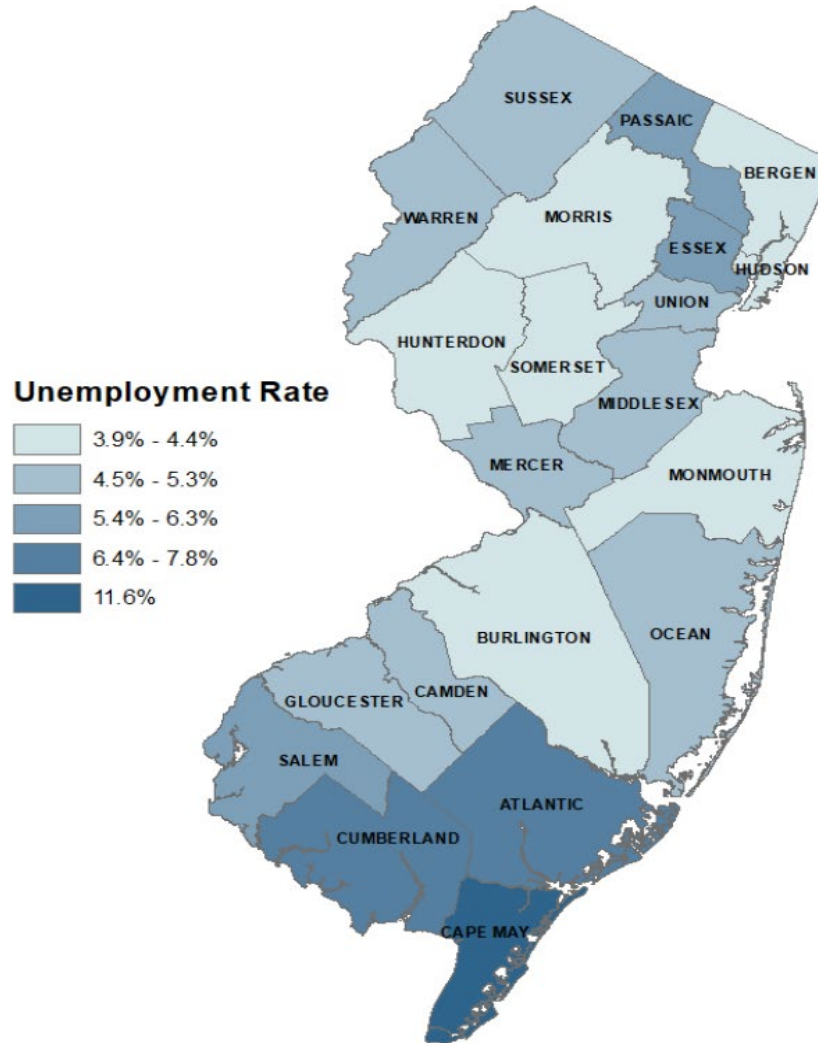 SUSSEX
PASSAIC
BERGEN
WARREN
MORRIS
ESSEX
HUDSON
UNION
HUNTERDON
SOMERSET
Unemployment Rate
MIDDLESEX
3.9% - 4.4%
MERCER
4.5% - 5.3%
MONMOUTH
5.4% - 6.3%
6.4% - 7.8%
11.6%
BURLINGTON
OCEAN
CAMDEN
GLOUCESTER
SALEM
ATLANTIC
CUMBERLAND
CAPE MAY